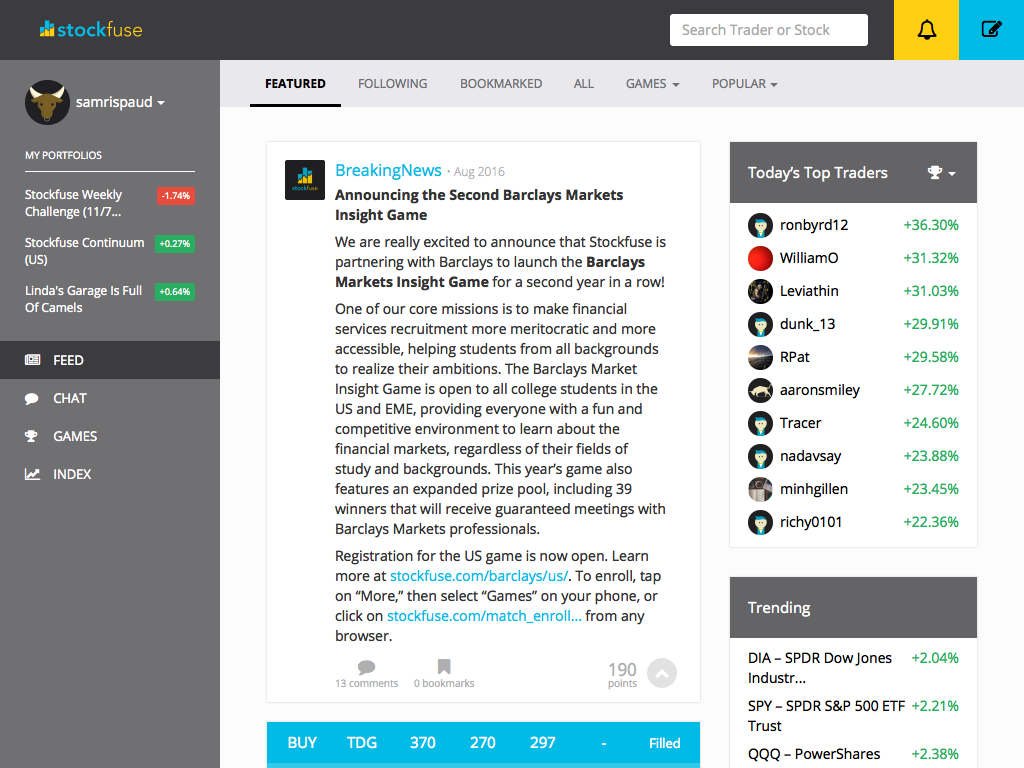 stockfuse
Search Trader or Stock
samrispaud
MY PORTFOLIOS
Stockfuse Weekly
Challenge (11/7...
-1.74%
Stockfuse Continuum
(US)
+0.27%
Linda's Garage Is Full
Of Camels
+0.64%
FEED
CHAT
GAMES
INDEX
FEATURED
FOLLOWING
BOOKMARKED
ALL
GAMES
POPULAR
stockfuse
BreakingNews · Aug 2016
Announcing the Second Barclays Markets
Insight Game
We are really excited to announce that Stockfuse is
partnering with Barclays to launch the Barclays
Markets Insight Game for a second year in a row!
One of our core missions is to make financial
services recruitment more meritocratic and more
accessible, helping students from all backgrounds
to realize their ambitions. The Barclays Market
Insight Game is open to all college students in the
US and EME, providing everyone with a fun and
competitive environment to learn about the
financial markets, regardless of their fields of
study and backgrounds. This year’s game also
features an expanded prize pool, including 39
winners that will receive guaranteed meetings with
Barclays Markets professionals.
Registration for the US game is now open. Learn
more at stockfuse.com/barclays/us/. To enroll, tap
on “More,” then select “Games” on your phone, or
click on stockfuse.com/match_enroll... from any
browser.
13 comments
0 bookmarks
190
points
BUY TDG 370 270 297 - Filled
Today’s Top Traders
ronbyrd12 +36.30%
WilliamO +31.32%
Leviathin +31.03%
dunk_13 +29.91%
RPat +29.58%
aaronsmiley +27.72%
Tracer +24.60%
nadavsay +23.88%
minhgillen +23.45%
richy0101 +22.36%
Trending
DIA – SPDR Dow Jones
Industr...
+2.04%
SPY – SPDR S&P 500 ETF
Trust
+2.21%
QQQ – PowerShares
+2.38%